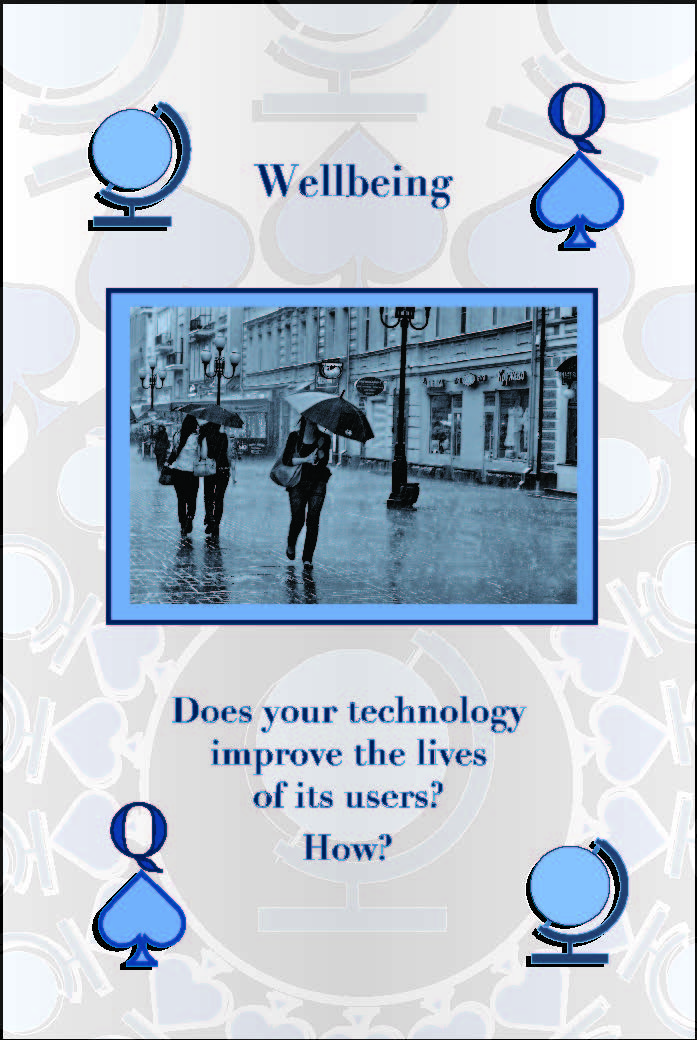 Q
Wellbeing
Does your technology
improve the lives
of its users?
How?
Q